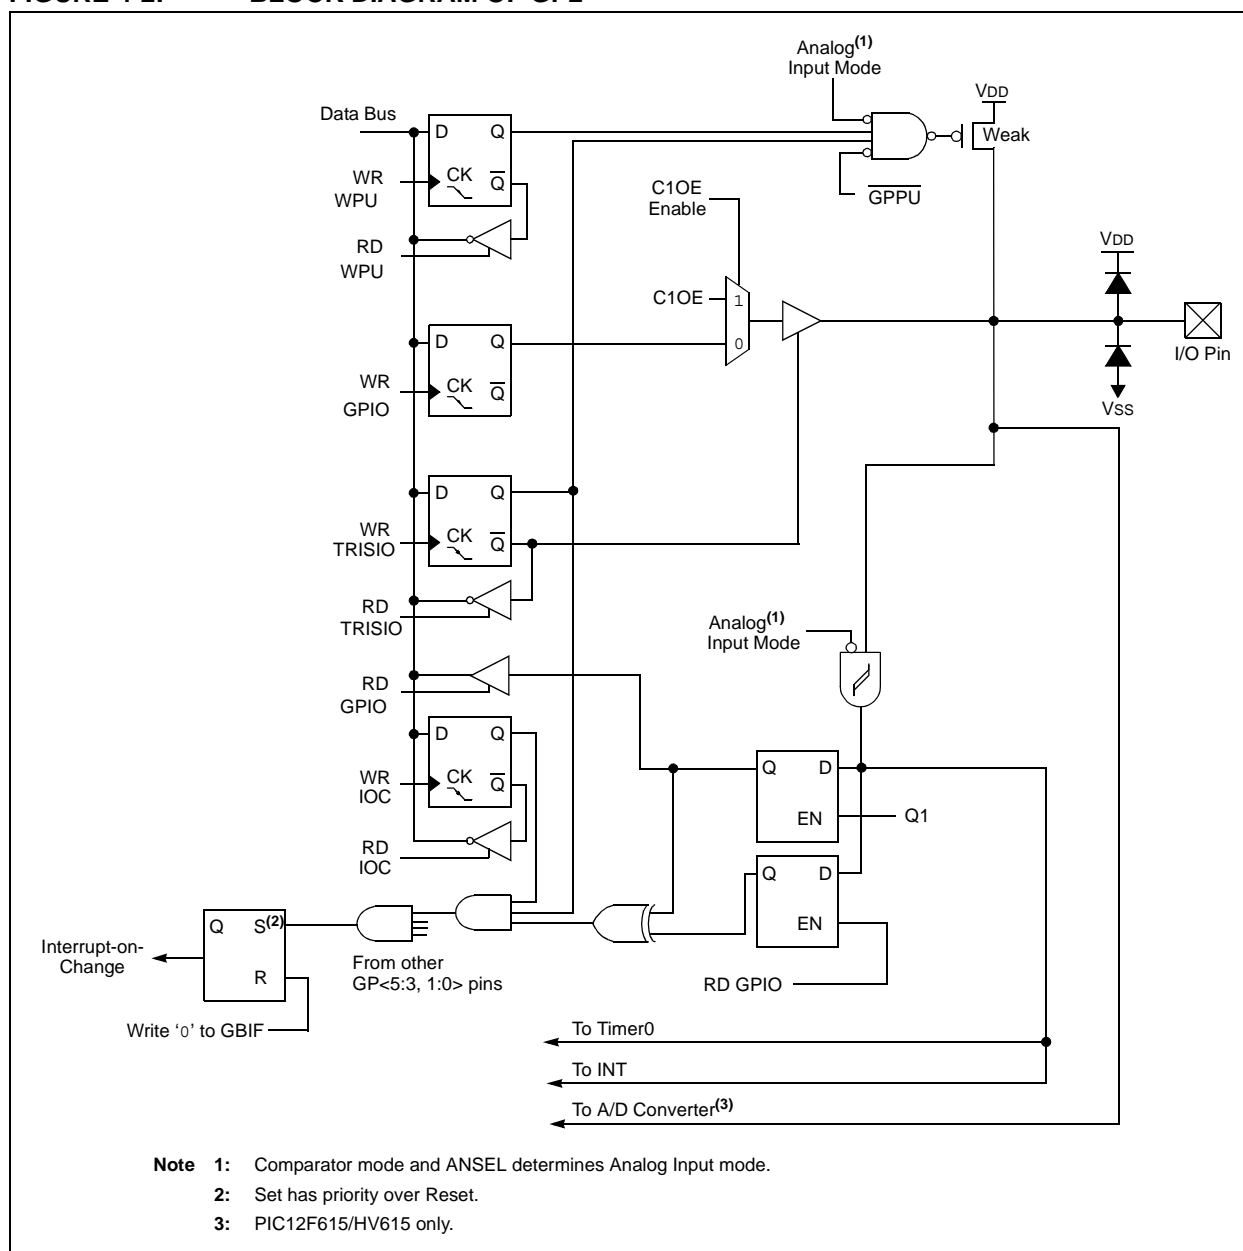 Analog(1)
Input Mode
VDD
Data Bus
D Q
Weak
WR
WPU
CK
Q
C1OE
Enable
GPPU
RD
WPU
VDD
C1OE
1
D Q
0
I/O Pin
WR
GPIO
CK
Q
VSS
D Q
WR
TRISIO
CK
Q
RD
TRISIO
Analog(1)
Input Mode
RD
GPIO
D Q
WR
IOC
CK
Q
Q D
EN
Q1
RD
IOC
Q D
EN
Q S(2)
R
Interrupt-on-
Change
From other
GP<5:3, 1:0> pins
RD GPIO
Write '0' to GBIF
To Timer0
To INT
To A/D Converter(3)
Note 1: Comparator mode and ANSEL determines Analog Input mode.
2: Set has priority over Reset.
3: PIC12F615/HV615 only.